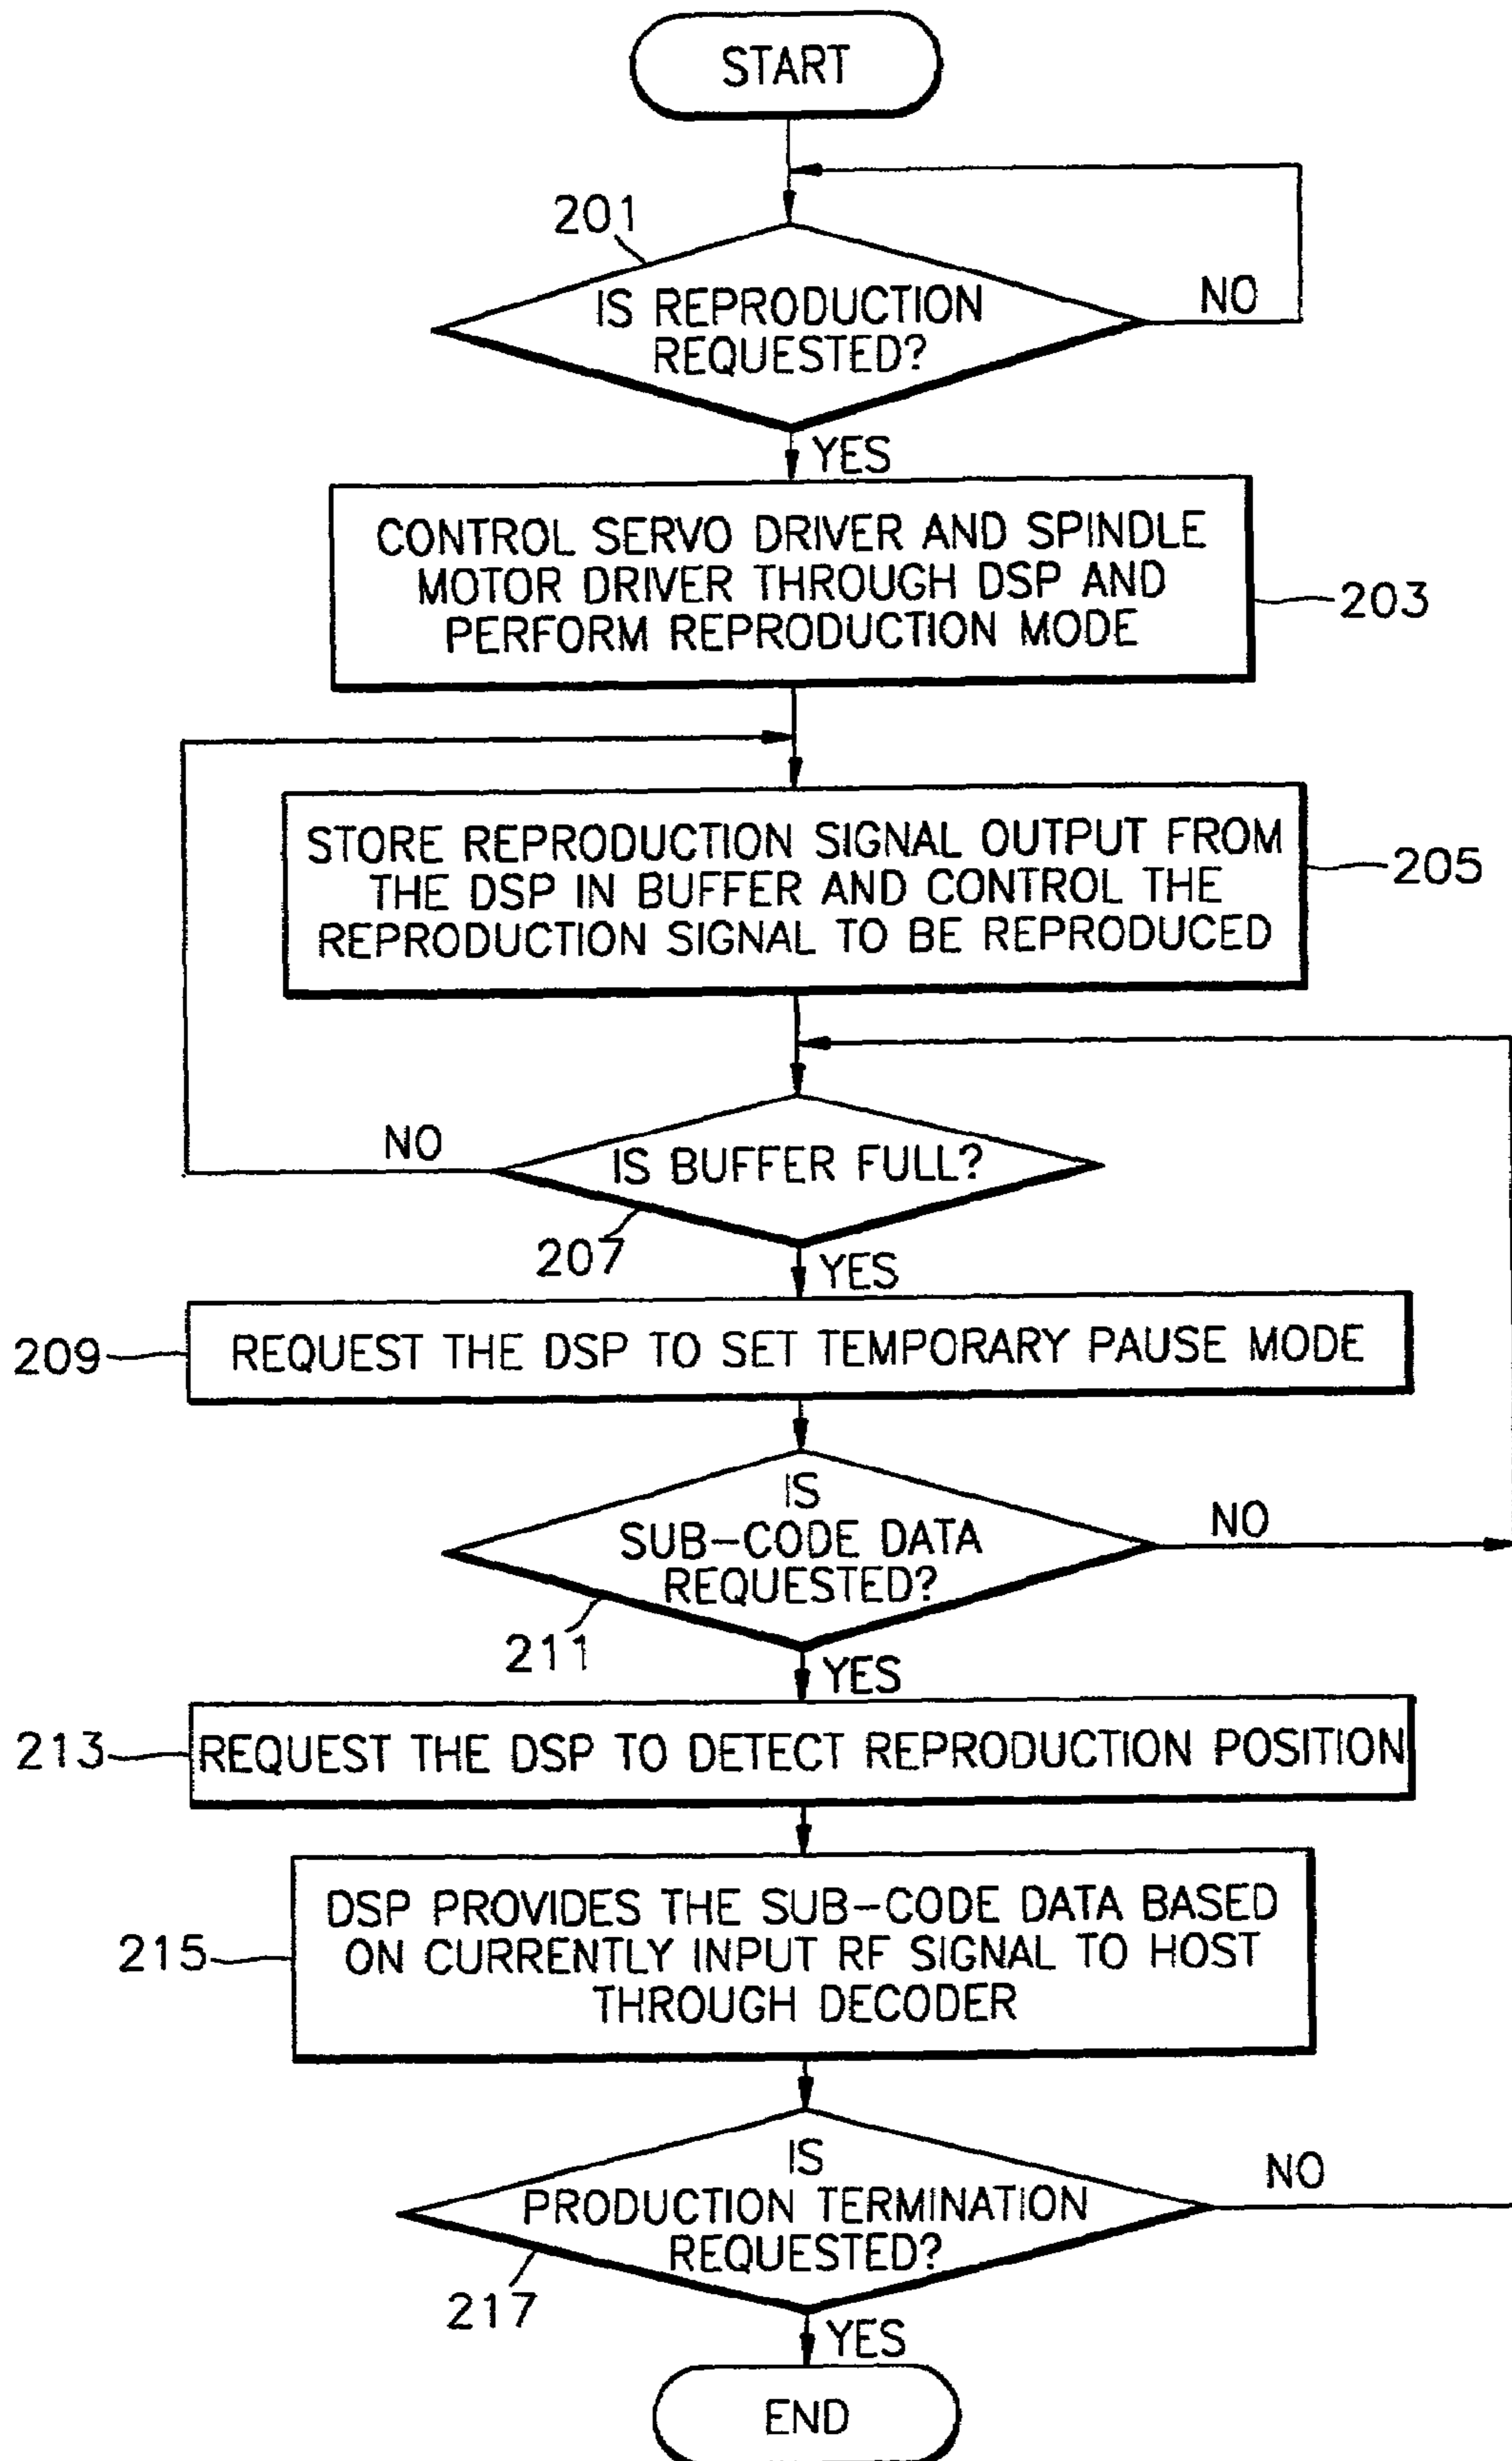 START
201
IS REPRODUCTION
REQUESTED?
NO
YES
CONTROL SERVO DRIVER AND SPINDLE
MOTOR DRIVER THROUGH DSP AND
PERFORM REPRODUCTION MODE
203
STORE REPRODUCTION SIGNAL OUTPUT FROM
THE DSP IN BUFFER AND CONTROL THE
REPRODUCTION SIGNAL TO BE REPRODUCED
205
NO
IS BUFFER FULL?
207
YES
209
REQUEST THE DSP TO SET TEMPORARY PAUSE MODE
IS
SUB-CODE DATA
REQUESTED?
NO
211
YES
213
REQUEST THE DSP TO DETECT REPRODUCTION POSITION
DSP PROVIDES THE SUB-CODE DATA BASED
ON CURRENTLY INPUT RF SIGNAL TO HOST
THROUGH DECODER
215
IS
PRODUCTION TERMINATION
REQUESTED?
NO
217
YES
END